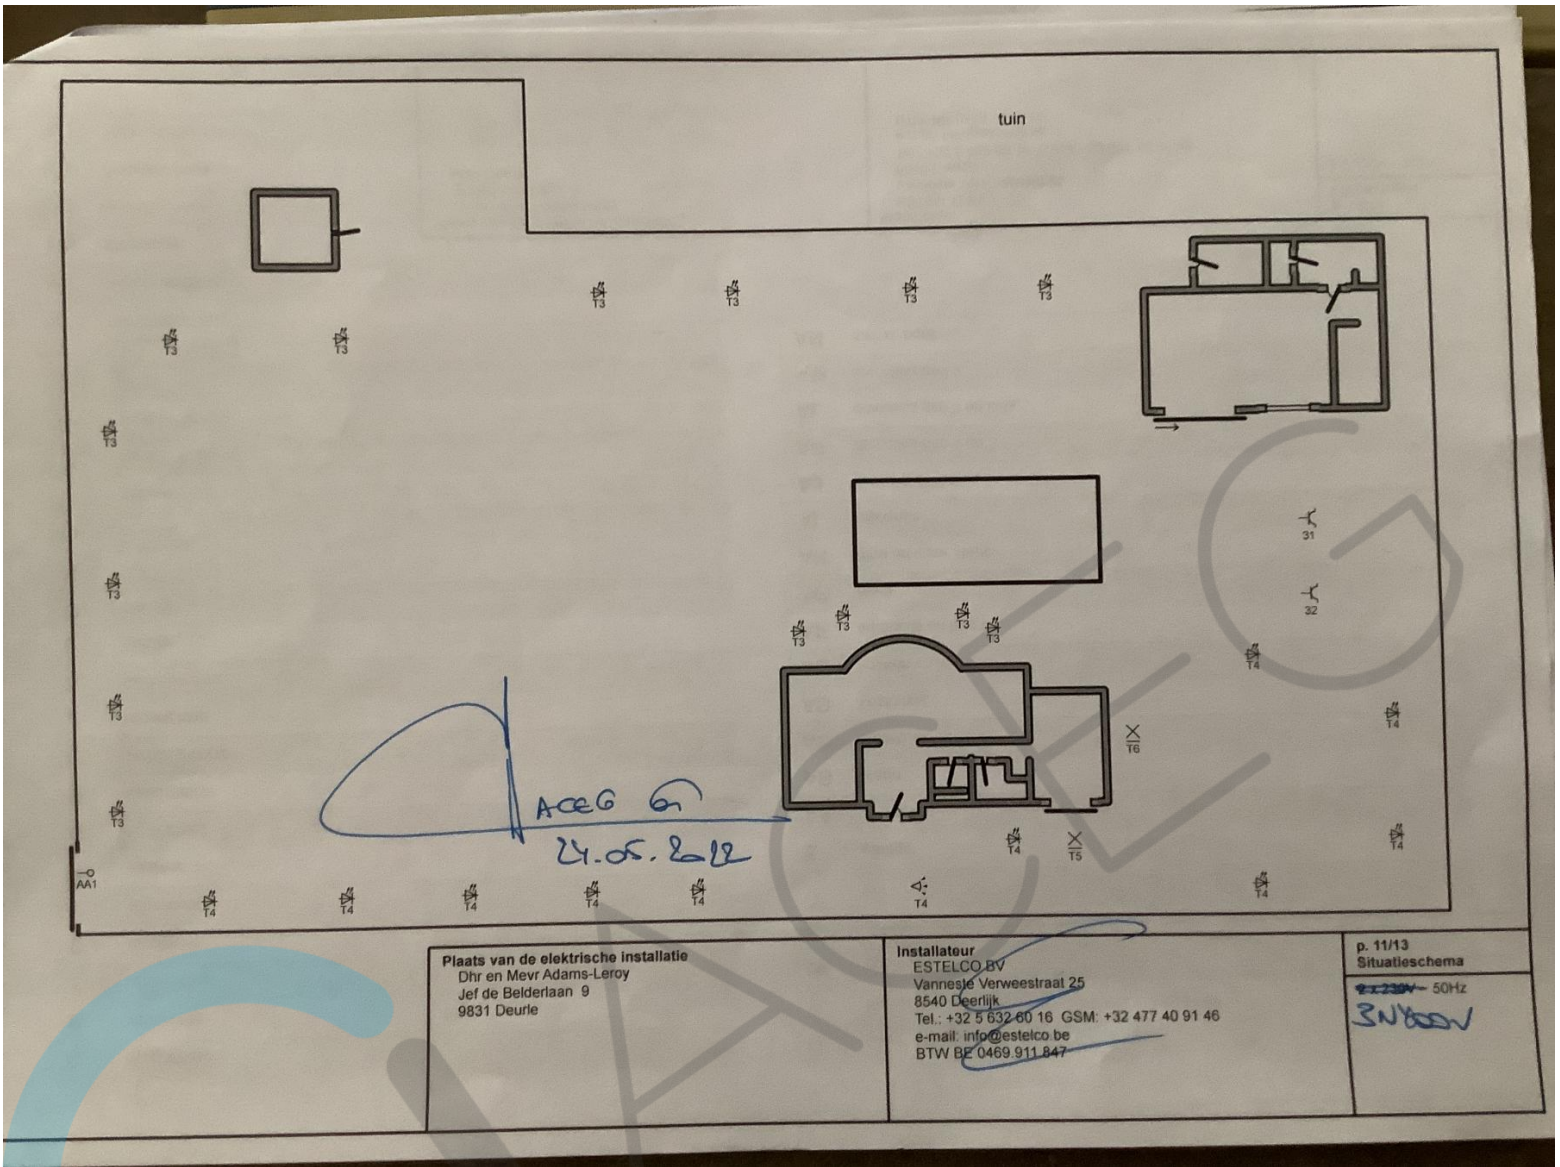 tuin
T3 T3 T3 T3
T3 T3
T3
31
T3
32
T3 T3 T3 T3
T4
T3 T4
T6
ACEG
T3 T4 T5 T4
24.05.2022
AA1
T4 T4 T4 T4 T4 T4 T4
Plaats van de elektrische installatie
Dhr en Mevr Adams-Leroy
Jef de Belderlaan 9
9831 Deurle
Installateur
ESTELCO BV
Vanneste Verweestraat 25
8540 Deerlijk
Tel.: +32 5 632 60 16 GSM: +32 477 40 91 46
e-mail: info@estelco.be
BTW BE 0469.911.847
p. 11/13
Situatieschema
2 x 230V - 50Hz
3N400V
ACEG